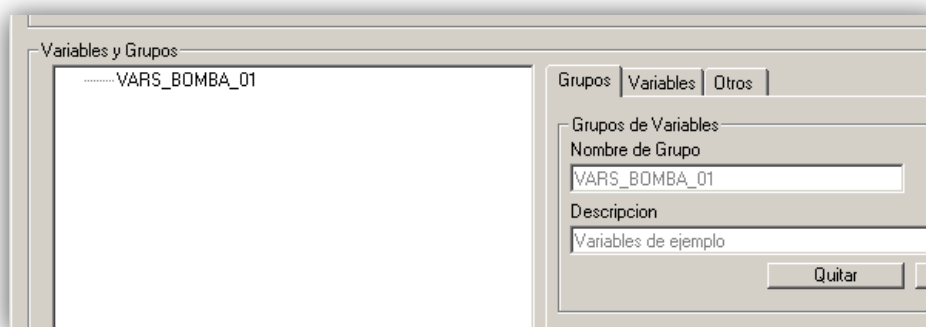 Variables y Grupos
VARS_BOMBA_01
Grupos
Variables
Otros
Grupos de Variables
Nombre de Grupo
VARS_BOMBA_01
Descripcion
Variables de ejemplo
Quitar